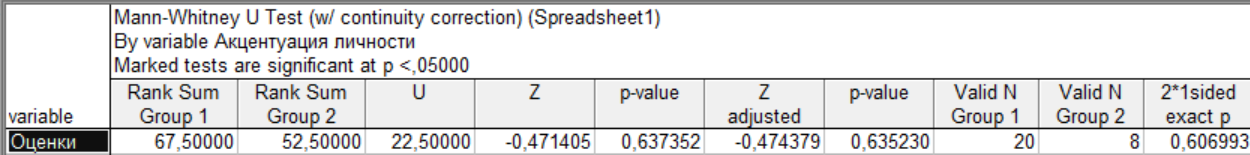 Mann-Whitney U Test (w/ continuity correction) (Spreadsheet1)
By variable Акцентуация личности
Marked tests are significant at p <,05000
variable Rank Sum Group 1 Rank Sum Group 2 U Z p-value Z adjusted p-value Valid N Group 1 Valid N Group 2 2*1sided exact p
Оценки 67,50000 52,50000 22,50000 -0,471405 0,637352 -0,474379 0,635230 20 8 0,606993